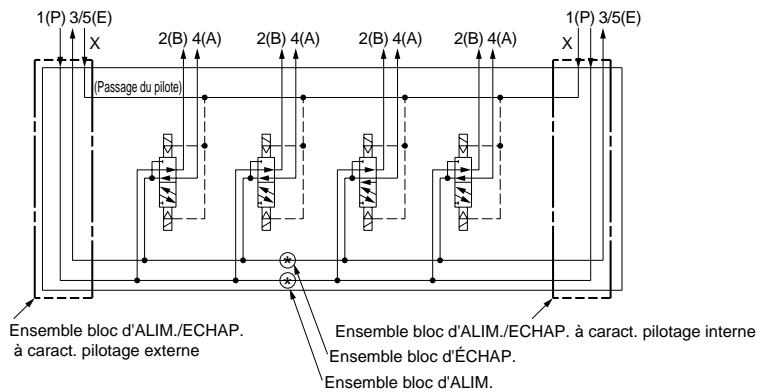 1(P) 3/5(E)
X
2(B) 4(A)
2(B) 4(A)
2(B) 4(A)
2(B) 4(A)
1(P) 3/5(E)
X
(Passage du pilote)
*
*
Ensemble bloc d'ALIM./ECHAP.
à caract. pilotage externe
Ensemble bloc d'ALIM./ECHAP. à caract. pilotage interne
Ensemble bloc d'ÉCHAP.
Ensemble bloc d'ALIM.